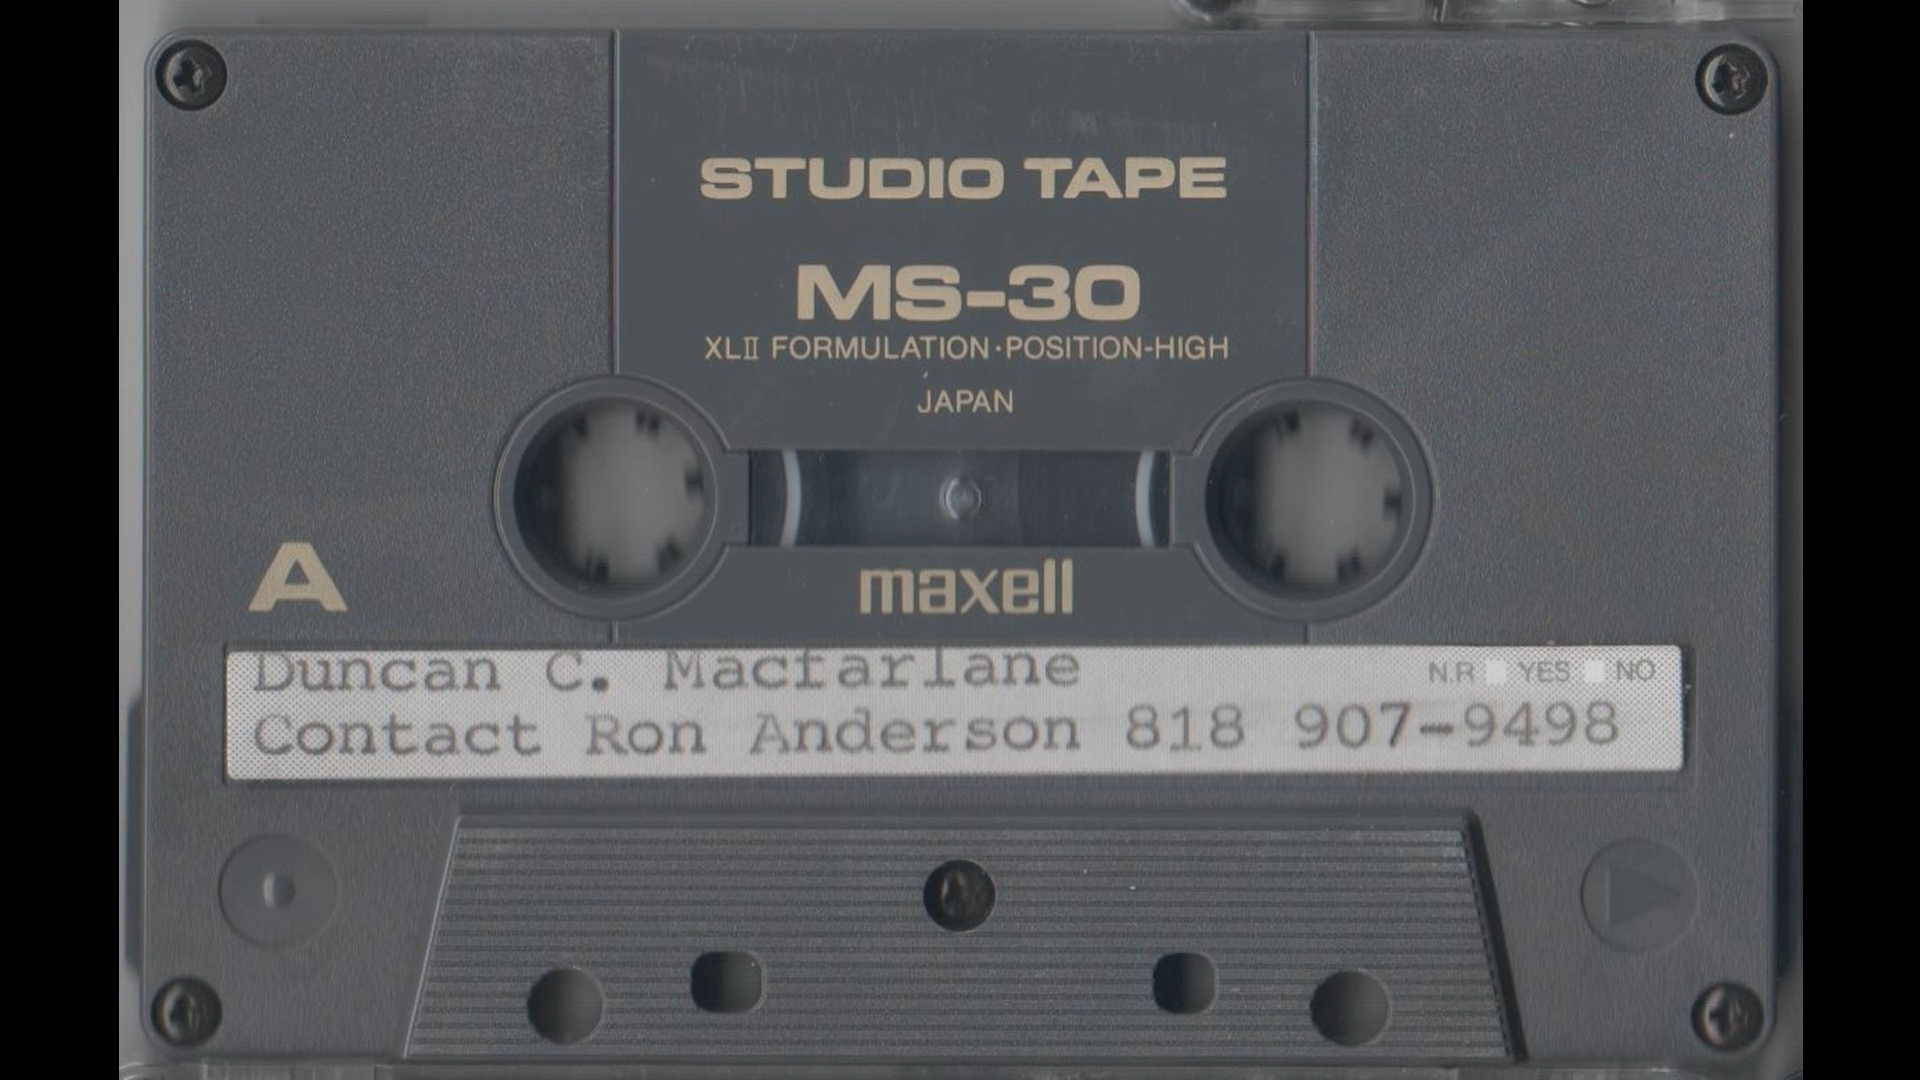 STUDIO TAPE
MS-30
XLII FORMULATION·POSITION-HIGH
JAPAN
A
maxell
Duncan C. Macfarlane
N.R YES NO
Contact Ron Anderson 818 907-9498